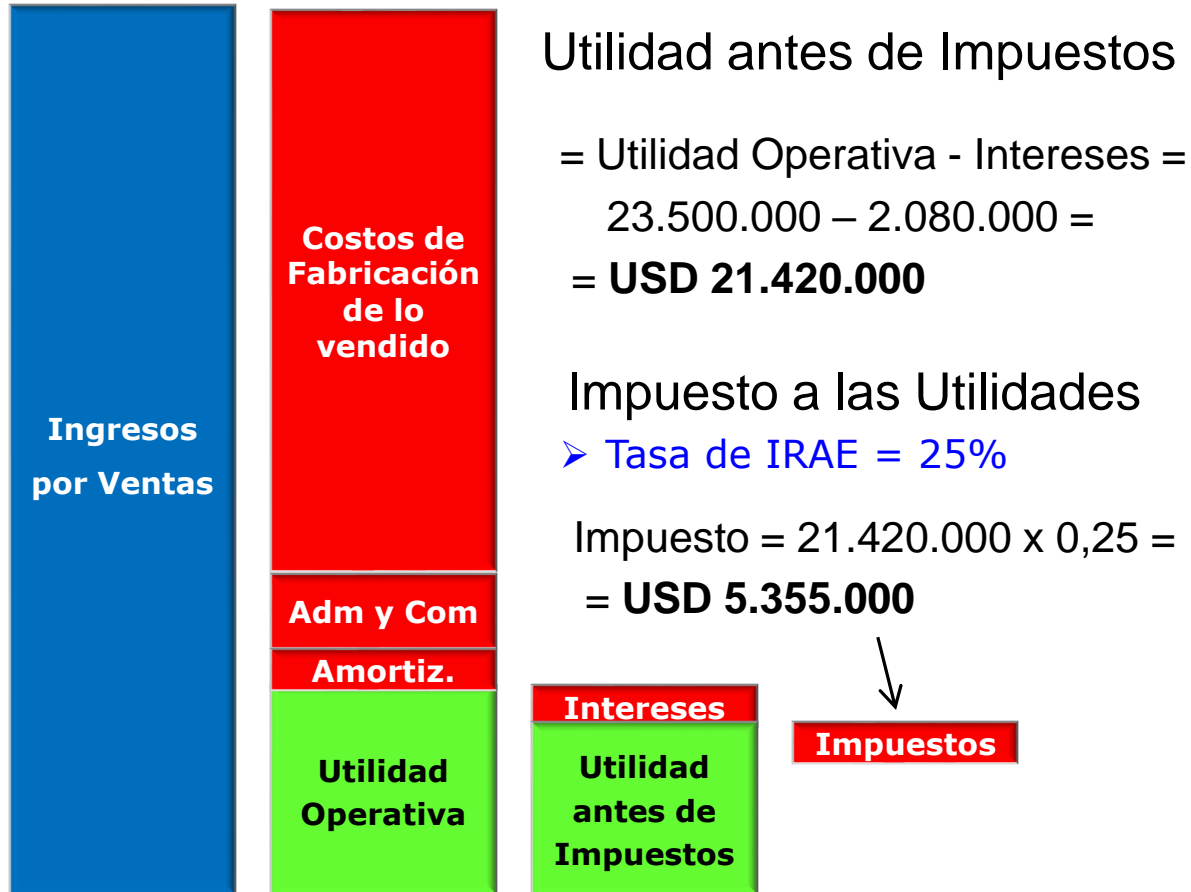 Ingresos
por Ventas
Costos de
Fabricación
de lo
vendido
Adm y Com
Amortiz.
Utilidad
Operativa
Intereses
Utilidad
antes de
Impuestos
Impuestos
Utilidad antes de Impuestos
= Utilidad Operativa - Intereses =
23.500.000 – 2.080.000 =
= USD 21.420.000
Impuesto a las Utilidades
➢ Tasa de IRAE = 25%
Impuesto = 21.420.000 x 0,25 =
= USD 5.355.000